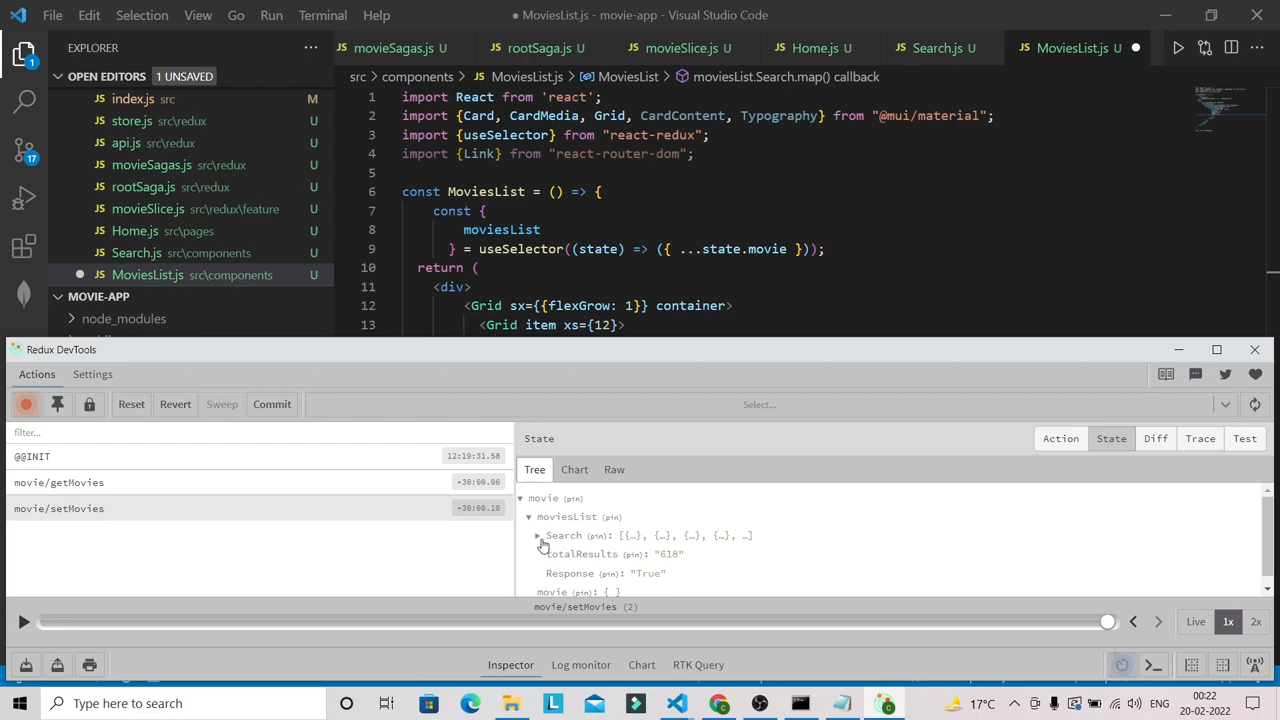 File Edit Selection View Go Run Terminal Help
● MoviesList.js - movie-app - Visual Studio Code
EXPLORER
JS movieSagas.js U
JS rootSaga.js U
JS movieSlice.js U
JS Home.js U
JS Search.js U
JS MoviesList.js U
OPEN EDITORS 1 UNSAVED
JS index.js src M
JS store.js src\redux U
JS api.js src\redux U
JS movieSagas.js src\redux U
JS rootSaga.js src\redux U
JS movieSlice.js src\redux\feature U
JS Home.js src\pages U
JS Search.js src\components U
JS MoviesList.js src\components U
MOVIE-APP
node_modules
1
17
src > components > JS MoviesList.js > MoviesList > moviesList.Search.map() callback
1 import React from 'react';
2 import {Card, CardMedia, Grid, CardContent, Typography} from "@mui/material";
3 import {useSelector} from "react-redux";
4 import {Link} from "react-router-dom";
5
6 const MoviesList = () => {
7 const {
8 moviesList
9 } = useSelector((state) => ({ ...state.movie }));
10 return (
11 <div>
12 <Grid sx={{flexGrow: 1}} container>
13 <Grid item xs={12}>
Redux DevTools
Actions Settings
Reset Revert Sweep Commit Select...
filter...
@@INIT 12:19:31.58
movie/getMovies +30:00.06
movie/setMovies +30:00.10
State Action State Diff Trace Test
Tree Chart Raw
▼ movie (pin)
▼ moviesList (pin)
▶ Search (pin): [{…}, {…}, {…}, {…}, …]
totalResults (pin): "618"
Response (pin): "True"
movie (pin): { }
movie/setMovies (2)
Live 1x 2x
Inspector Log monitor Chart RTK Query
Type here to search
17°C
00:22
20-02-2022